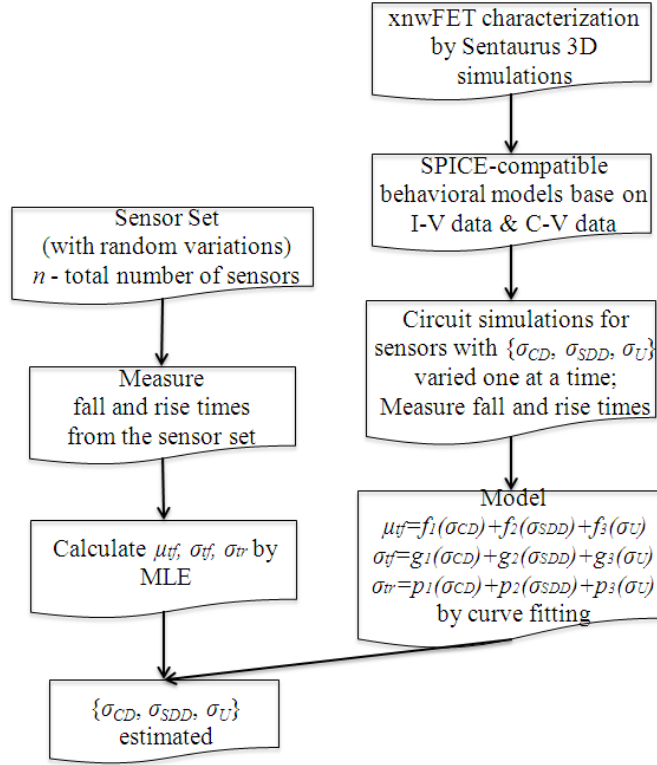 xnwFET characterization
by Sentaurus 3D
simulations
SPICE-compatible
behavioral models base on
I-V data & C-V data
Circuit simulations for
sensors with {σCD, σSDD, σU}
varied one at a time;
Measure fall and rise times
Model
μtf=f1(σCD)+f2(σSDD)+f3(σU)
σtf=g1(σCD)+g2(σSDD)+g3(σU)
σtr=p1(σCD)+p2(σSDD)+p3(σU)
by curve fitting
Sensor Set
(with random variations)
n - total number of sensors
Measure
fall and rise times
from the sensor set
Calculate μtf, σtf, σtr by
MLE
{σCD, σSDD, σU}
estimated